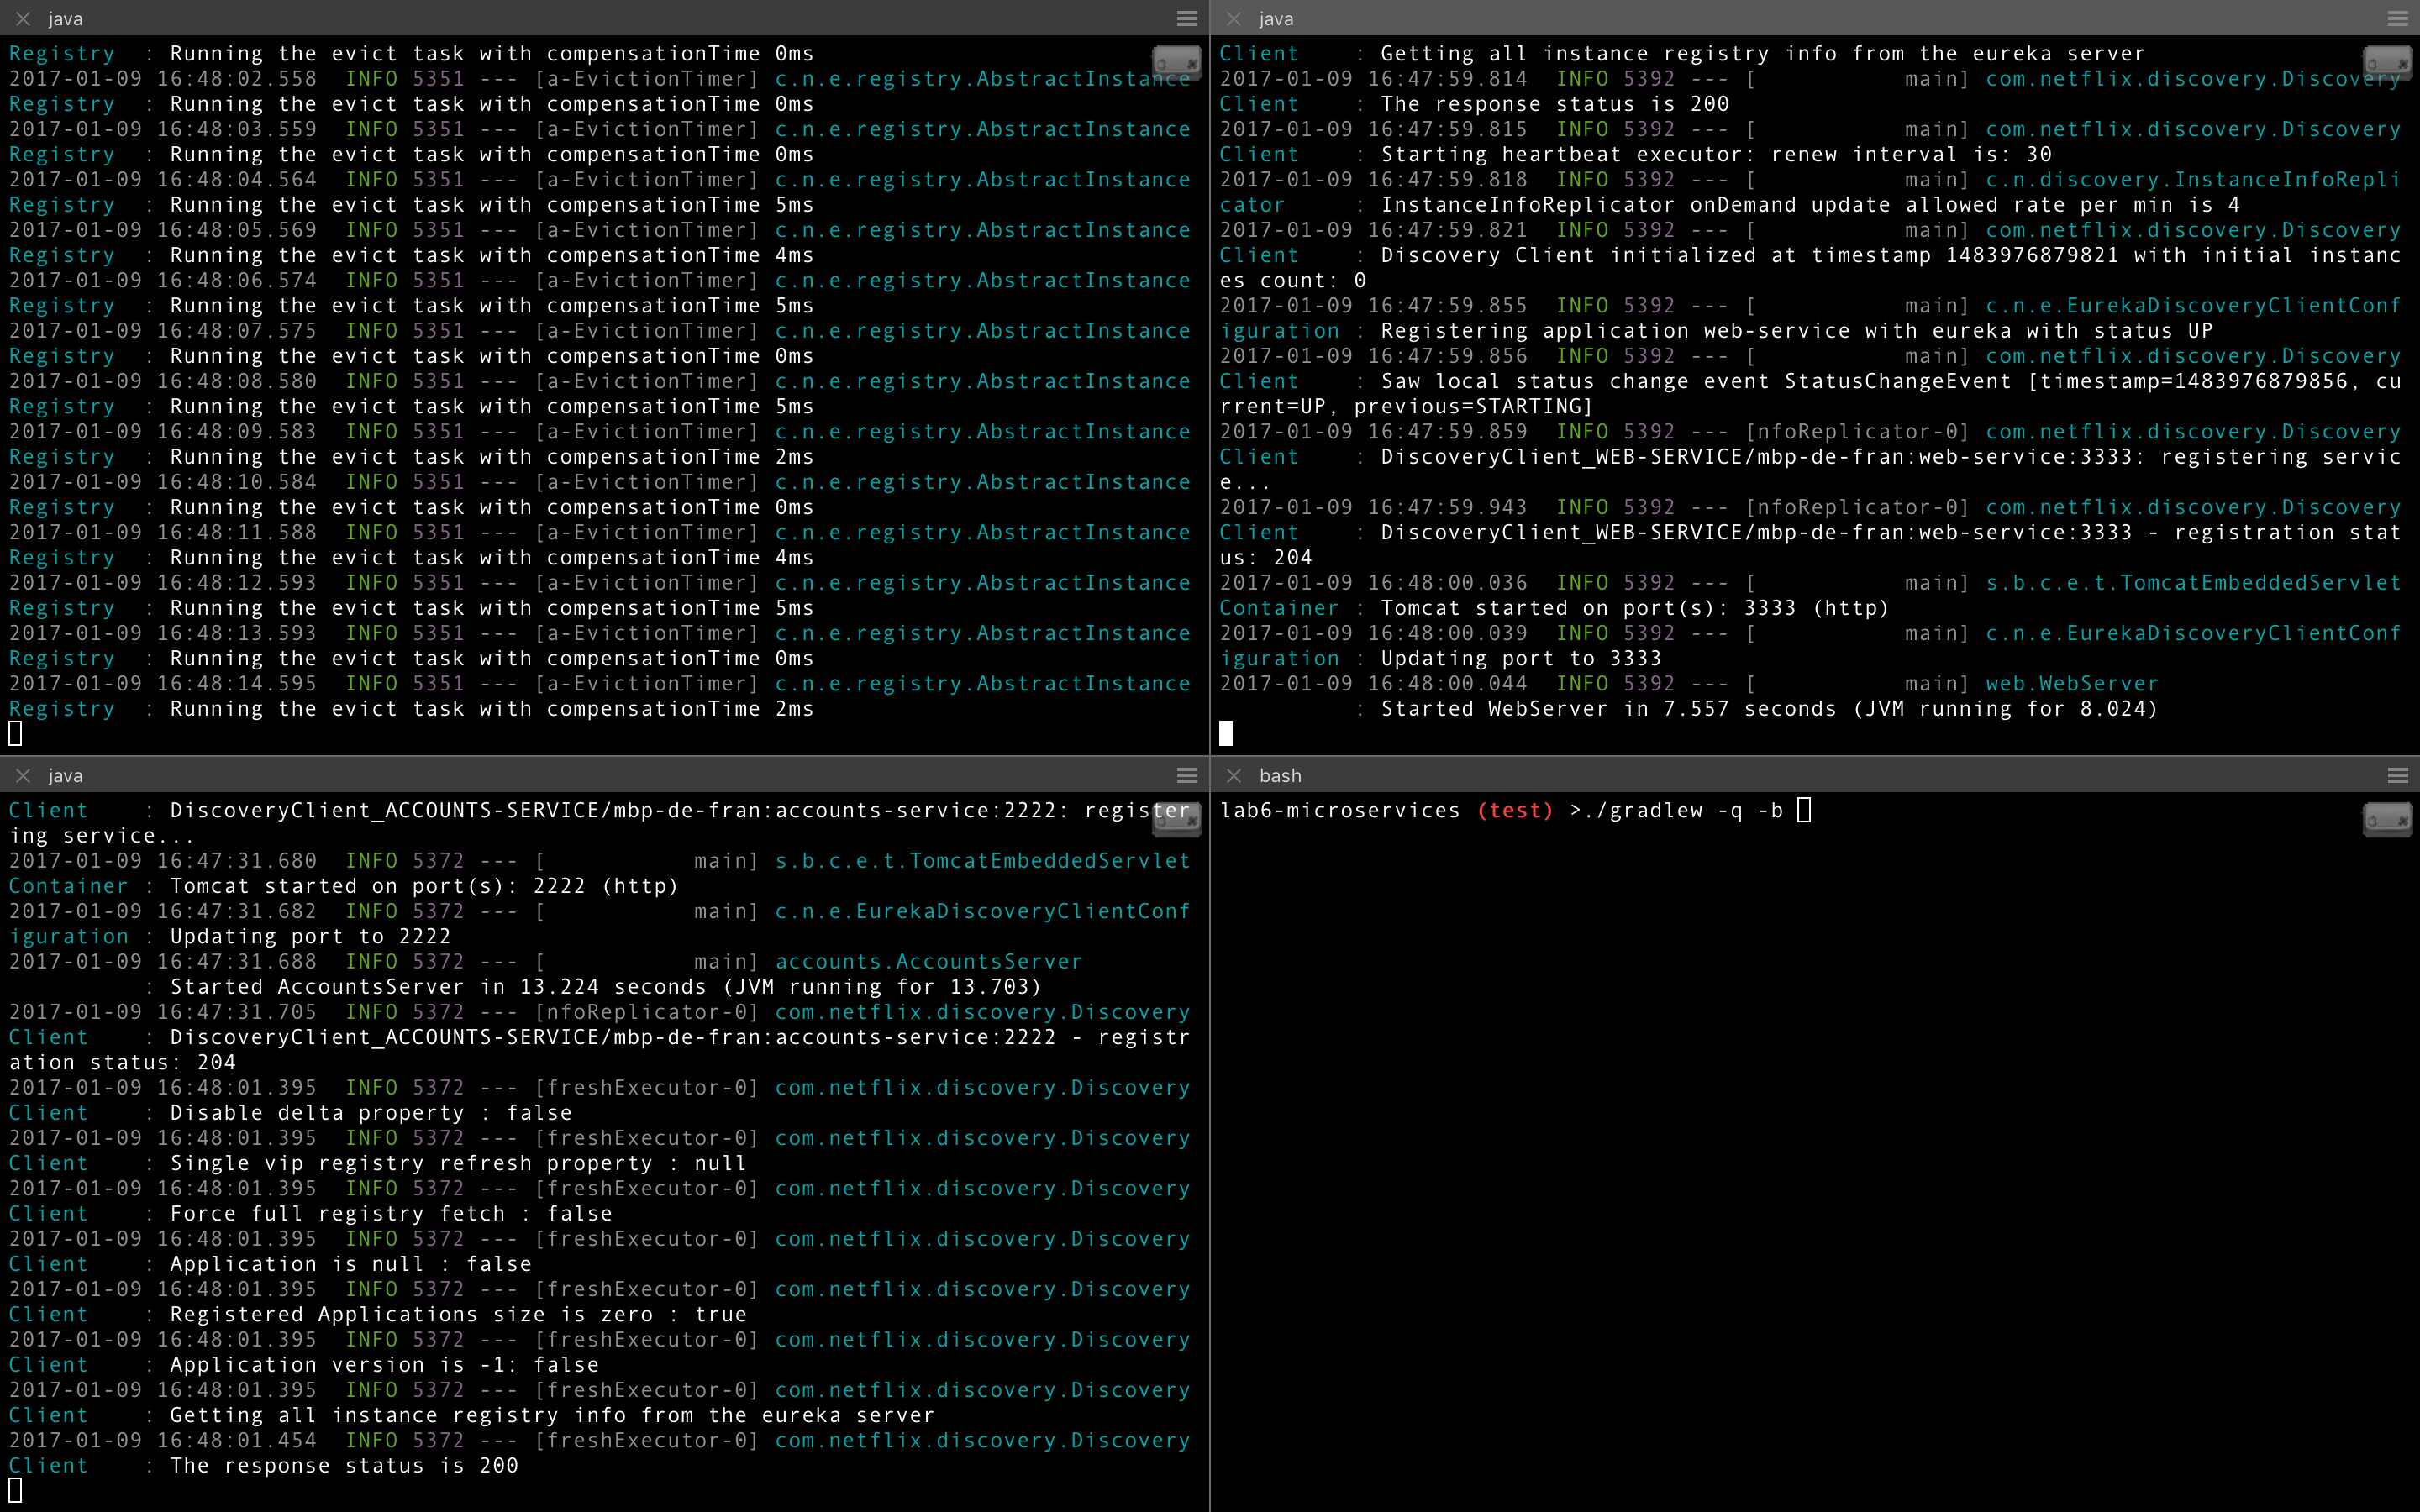 java
Registry  : Running the evict task with compensationTime 0ms
2017-01-09 16:48:02.558  INFO 5351 --- [a-EvictionTimer] c.n.e.registry.AbstractInstance
Registry  : Running the evict task with compensationTime 0ms
2017-01-09 16:48:03.559  INFO 5351 --- [a-EvictionTimer] c.n.e.registry.AbstractInstance
Registry  : Running the evict task with compensationTime 0ms
2017-01-09 16:48:04.564  INFO 5351 --- [a-EvictionTimer] c.n.e.registry.AbstractInstance
Registry  : Running the evict task with compensationTime 5ms
2017-01-09 16:48:05.569  INFO 5351 --- [a-EvictionTimer] c.n.e.registry.AbstractInstance
Registry  : Running the evict task with compensationTime 4ms
2017-01-09 16:48:06.574  INFO 5351 --- [a-EvictionTimer] c.n.e.registry.AbstractInstance
Registry  : Running the evict task with compensationTime 5ms
2017-01-09 16:48:07.575  INFO 5351 --- [a-EvictionTimer] c.n.e.registry.AbstractInstance
Registry  : Running the evict task with compensationTime 0ms
2017-01-09 16:48:08.580  INFO 5351 --- [a-EvictionTimer] c.n.e.registry.AbstractInstance
Registry  : Running the evict task with compensationTime 5ms
2017-01-09 16:48:09.583  INFO 5351 --- [a-EvictionTimer] c.n.e.registry.AbstractInstance
Registry  : Running the evict task with compensationTime 2ms
2017-01-09 16:48:10.584  INFO 5351 --- [a-EvictionTimer] c.n.e.registry.AbstractInstance
Registry  : Running the evict task with compensationTime 0ms
2017-01-09 16:48:11.588  INFO 5351 --- [a-EvictionTimer] c.n.e.registry.AbstractInstance
Registry  : Running the evict task with compensationTime 4ms
2017-01-09 16:48:12.593  INFO 5351 --- [a-EvictionTimer] c.n.e.registry.AbstractInstance
Registry  : Running the evict task with compensationTime 5ms
2017-01-09 16:48:13.593  INFO 5351 --- [a-EvictionTimer] c.n.e.registry.AbstractInstance
Registry  : Running the evict task with compensationTime 0ms
2017-01-09 16:48:14.595  INFO 5351 --- [a-EvictionTimer] c.n.e.registry.AbstractInstance
Registry  : Running the evict task with compensationTime 2ms
java
Client    : Getting all instance registry info from the eureka server
2017-01-09 16:47:59.814  INFO 5392 --- [           main] com.netflix.discovery.Discovery
Client    : The response status is 200
2017-01-09 16:47:59.815  INFO 5392 --- [           main] com.netflix.discovery.Discovery
Client    : Starting heartbeat executor: renew interval is: 30
2017-01-09 16:47:59.818  INFO 5392 --- [           main] c.n.discovery.InstanceInfoRepli
cator     : InstanceInfoReplicator onDemand update allowed rate per min is 4
2017-01-09 16:47:59.821  INFO 5392 --- [           main] com.netflix.discovery.Discovery
Client    : Discovery Client initialized at timestamp 1483976879821 with initial instanc
es count: 0
2017-01-09 16:47:59.855  INFO 5392 --- [           main] c.n.e.EurekaDiscoveryClientConf
iguration : Registering application web-service with eureka with status UP
2017-01-09 16:47:59.856  INFO 5392 --- [           main] com.netflix.discovery.Discovery
Client    : Saw local status change event StatusChangeEvent [timestamp=1483976879856, cu
rrent=UP, previous=STARTING]
2017-01-09 16:47:59.859  INFO 5392 --- [nfoReplicator-0] com.netflix.discovery.Discovery
Client    : DiscoveryClient_WEB-SERVICE/mbp-de-fran:web-service:3333: registering servic
e...
2017-01-09 16:47:59.943  INFO 5392 --- [nfoReplicator-0] com.netflix.discovery.Discovery
Client    : DiscoveryClient_WEB-SERVICE/mbp-de-fran:web-service:3333 - registration stat
us: 204
2017-01-09 16:48:00.036  INFO 5392 --- [           main] s.b.c.e.t.TomcatEmbeddedServlet
Container : Tomcat started on port(s): 3333 (http)
2017-01-09 16:48:00.039  INFO 5392 --- [           main] c.n.e.EurekaDiscoveryClientConf
iguration : Updating port to 3333
2017-01-09 16:48:00.044  INFO 5392 --- [           main] web.WebServer
          : Started WebServer in 7.557 seconds (JVM running for 8.024)
java
Client    : DiscoveryClient_ACCOUNTS-SERVICE/mbp-de-fran:accounts-service:2222: register
ing service...
2017-01-09 16:47:31.680  INFO 5372 --- [           main] s.b.c.e.t.TomcatEmbeddedServlet
Container : Tomcat started on port(s): 2222 (http)
2017-01-09 16:47:31.682  INFO 5372 --- [           main] c.n.e.EurekaDiscoveryClientConf
iguration : Updating port to 2222
2017-01-09 16:47:31.688  INFO 5372 --- [           main] accounts.AccountsServer
          : Started AccountsServer in 13.224 seconds (JVM running for 13.703)
2017-01-09 16:47:31.705  INFO 5372 --- [nfoReplicator-0] com.netflix.discovery.Discovery
Client    : DiscoveryClient_ACCOUNTS-SERVICE/mbp-de-fran:accounts-service:2222 - registr
ation status: 204
2017-01-09 16:48:01.395  INFO 5372 --- [freshExecutor-0] com.netflix.discovery.Discovery
Client    : Disable delta property : false
2017-01-09 16:48:01.395  INFO 5372 --- [freshExecutor-0] com.netflix.discovery.Discovery
Client    : Single vip registry refresh property : null
2017-01-09 16:48:01.395  INFO 5372 --- [freshExecutor-0] com.netflix.discovery.Discovery
Client    : Force full registry fetch : false
2017-01-09 16:48:01.395  INFO 5372 --- [freshExecutor-0] com.netflix.discovery.Discovery
Client    : Application is null : false
2017-01-09 16:48:01.395  INFO 5372 --- [freshExecutor-0] com.netflix.discovery.Discovery
Client    : Registered Applications size is zero : true
2017-01-09 16:48:01.395  INFO 5372 --- [freshExecutor-0] com.netflix.discovery.Discovery
Client    : Application version is -1: false
2017-01-09 16:48:01.395  INFO 5372 --- [freshExecutor-0] com.netflix.discovery.Discovery
Client    : Getting all instance registry info from the eureka server
2017-01-09 16:48:01.454  INFO 5372 --- [freshExecutor-0] com.netflix.discovery.Discovery
Client    : The response status is 200
bash
lab6-microservices (test) >./gradlew -q -b